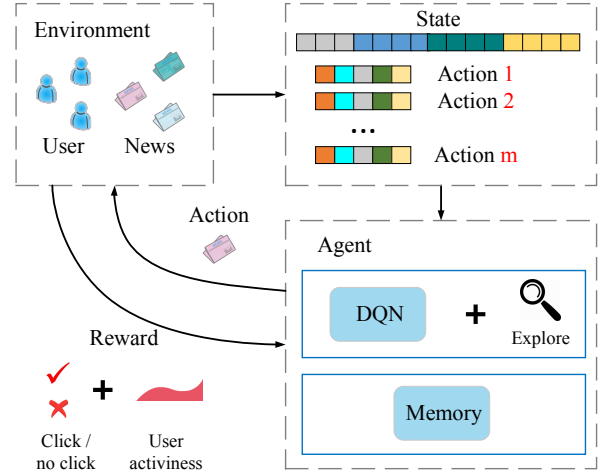 Environment
User
News
State
Action 1
Action 2
...
Action m
Action
Agent
DQN
+
Explore
Memory
Reward
+
Click /
no click
User
activiness